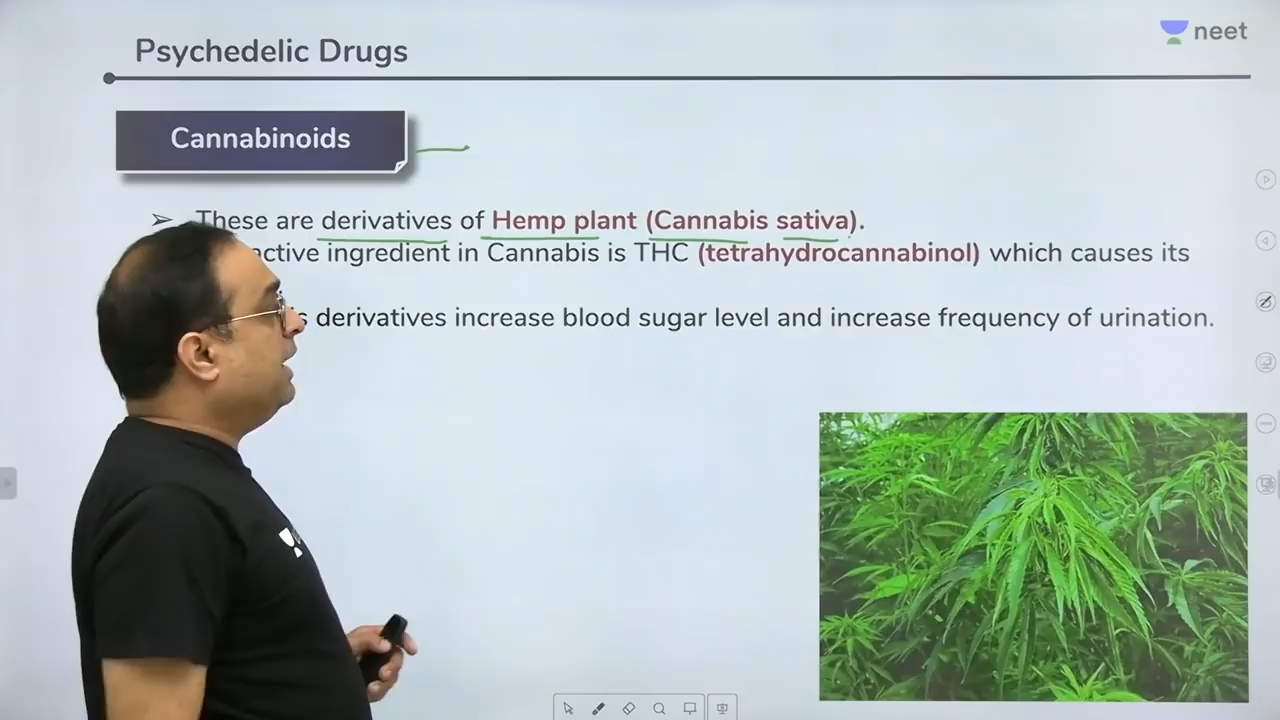 neet
Psychedelic Drugs
Cannabinoids
➢ These are derivatives of Hemp plant (Cannabis sativa).
active ingredient in Cannabis is THC (tetrahydrocannabinol) which causes its
derivatives increase blood sugar level and increase frequency of urination.